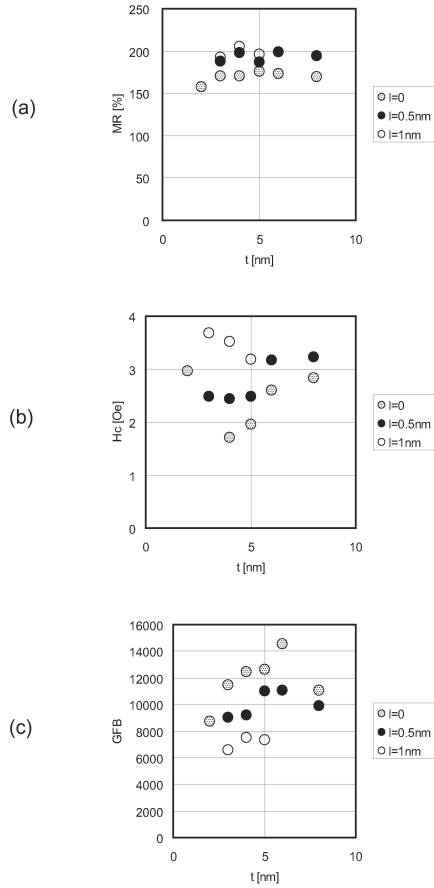 (a)
MR [%]
250
200
150
100
50
0
0 5 10
t [nm]
l=0
l=0.5nm
l=1nm
(b)
Hc [Oe]
4
3
2
1
0
0 5 10
t [nm]
l=0
l=0.5nm
l=1nm
(c)
GFB
16000
14000
12000
10000
8000
6000
4000
2000
0
0 5 10
t [nm]
l=0
l=0.5nm
l=1nm